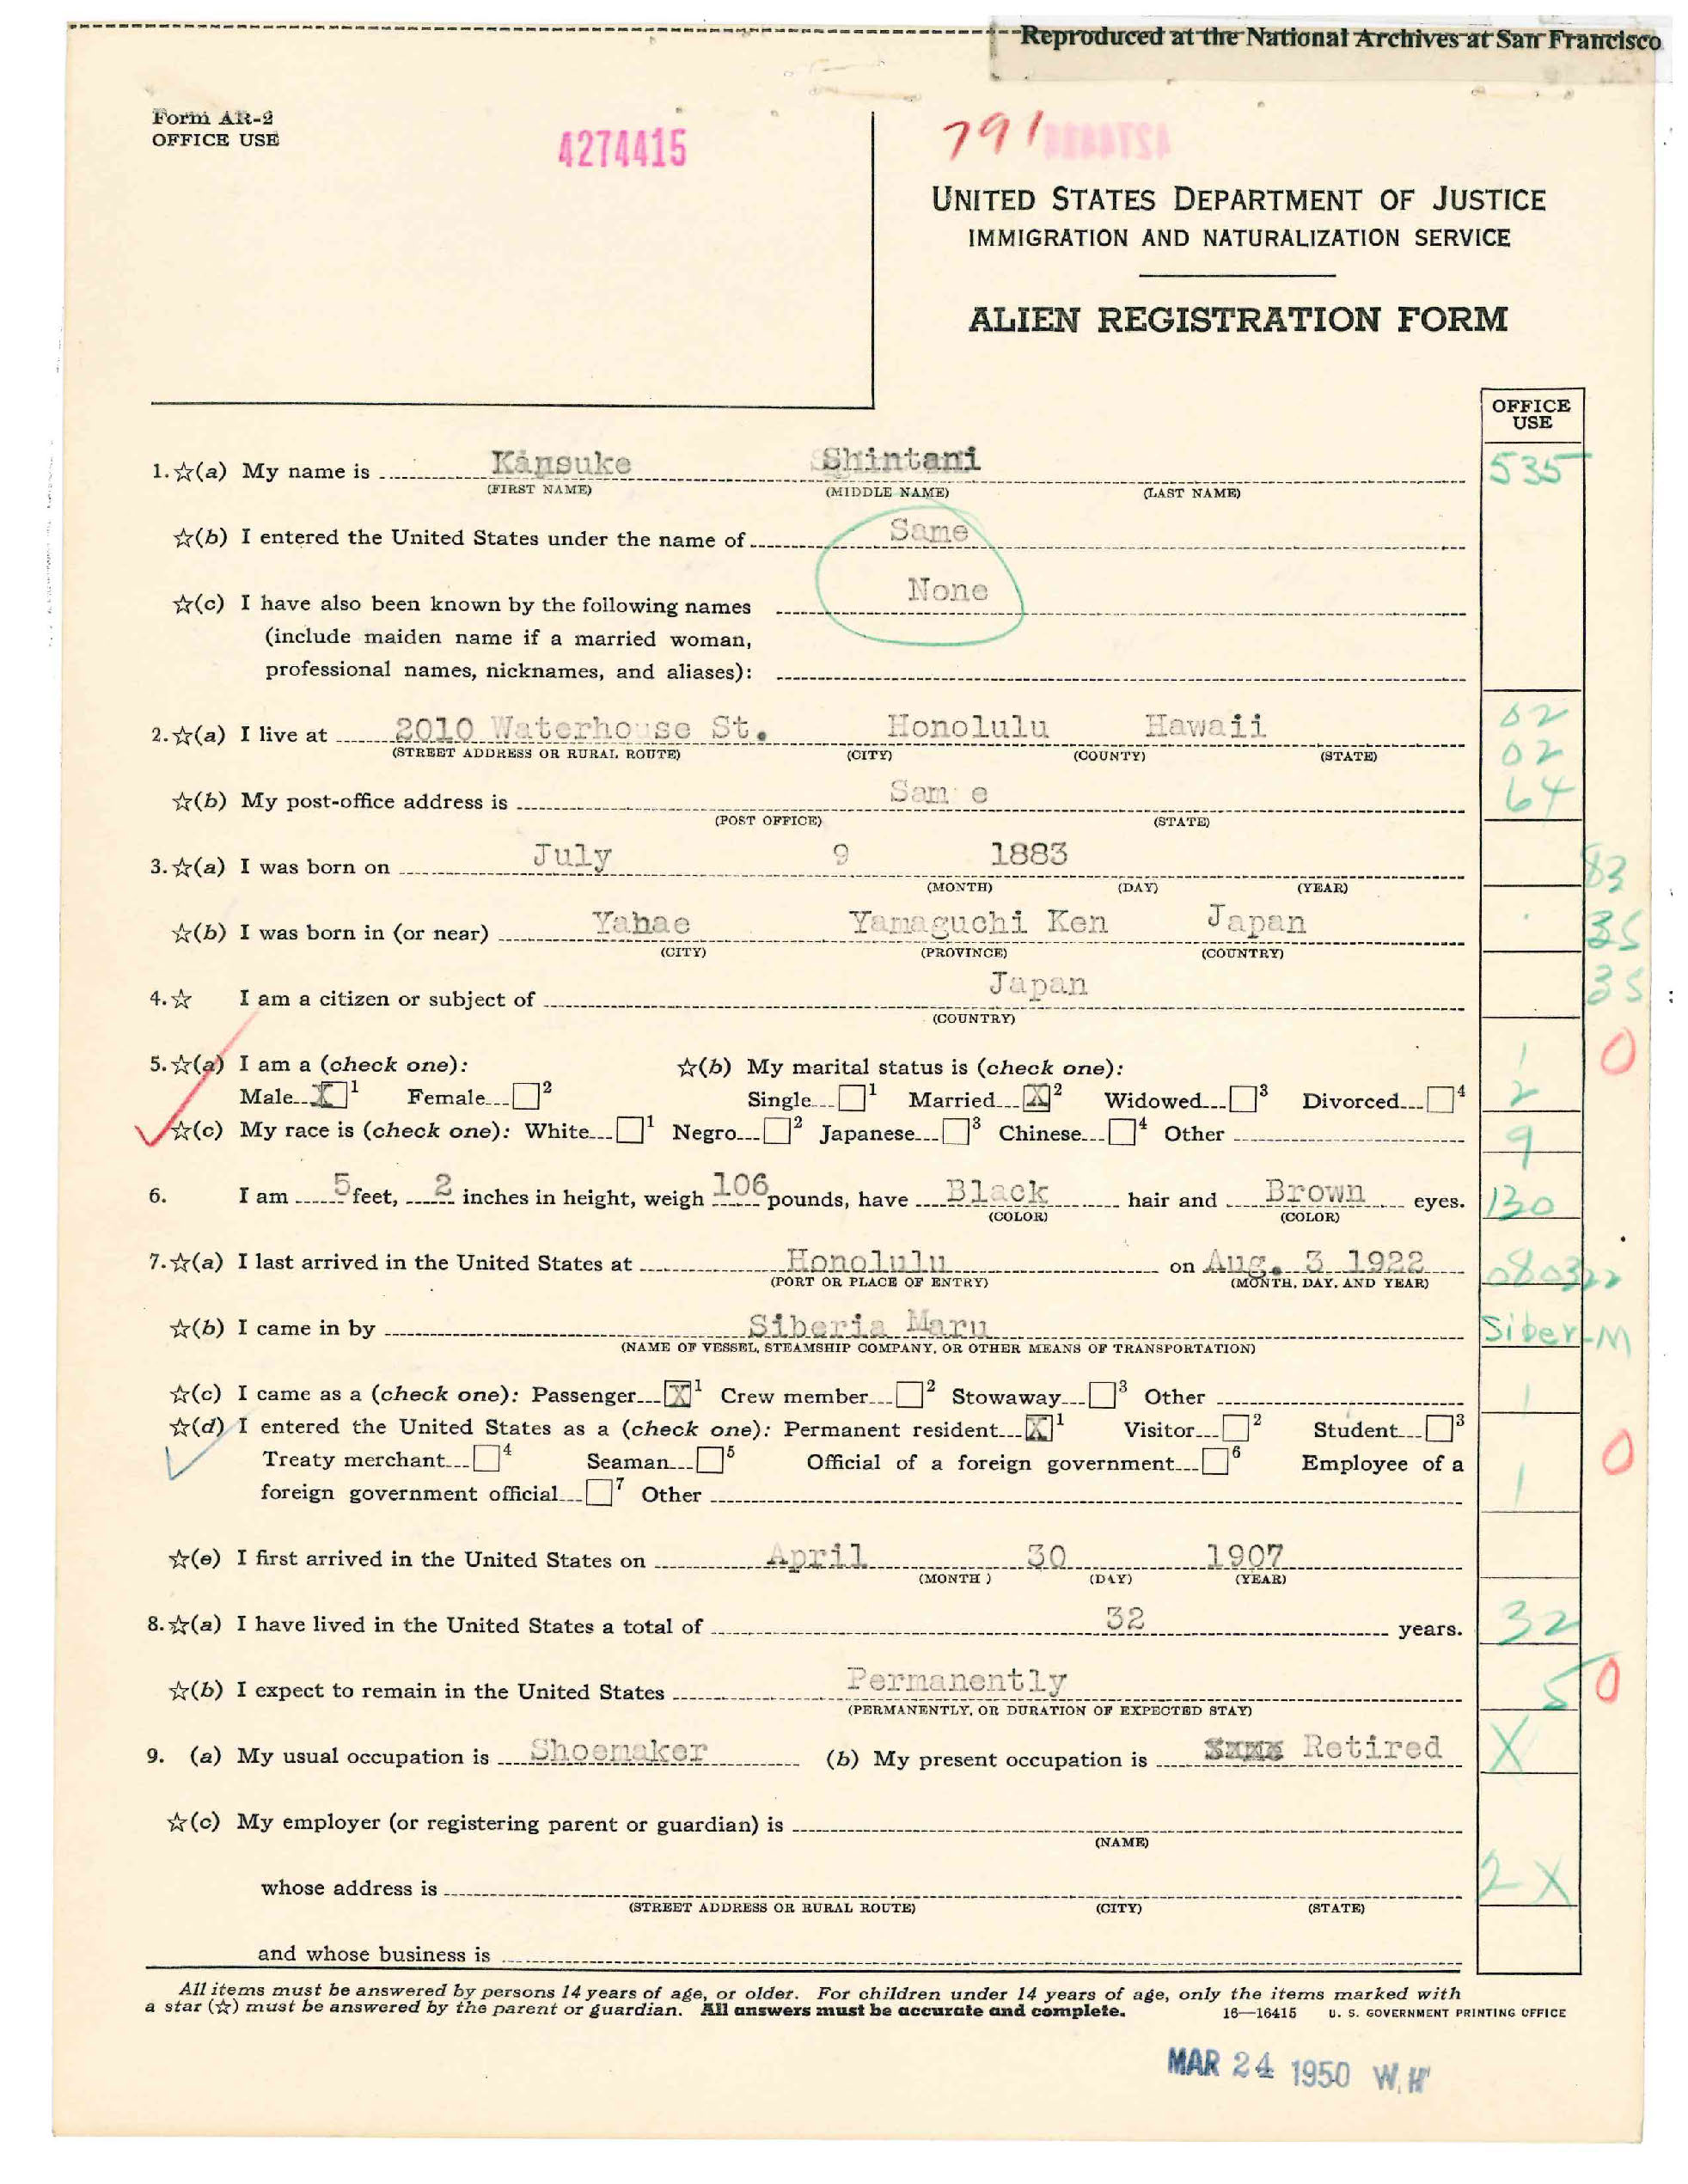 Reproduced at the National Archives at San Francisco
Form AR-2
OFFICE USE
4274415
791
UNITED STATES DEPARTMENT OF JUSTICE
IMMIGRATION AND NATURALIZATION SERVICE
ALIEN REGISTRATION FORM
OFFICE
USE
1.☆(a) My name is Kansuke Shintani 535
(FIRST NAME) (MIDDLE NAME) (LAST NAME)
☆(b) I entered the United States under the name of Same
☆(c) I have also been known by the following names None
(include maiden name if a married woman,
professional names, nicknames, and aliases):
2.☆(a) I live at 2010 Waterhouse St. Honolulu Hawaii
(STREET ADDRESS OR RURAL ROUTE) (CITY) (COUNTY) (STATE) 02
☆(b) My post-office address is Sam e 64
(POST OFFICE) (STATE)
3.☆(a) I was born on July 9 1883 83
(MONTH) (DAY) (YEAR)
☆(b) I was born in (or near) Yahae Yamaguchi Ken Japan 35
(CITY) (PROVINCE) (COUNTRY)
4.☆ I am a citizen or subject of Japan 35
(COUNTRY)
5.☆(a) I am a (check one): ☆(b) My marital status is (check one): 1 0
Male X 1 Female 2 Single 1 Married X 2 Widowed 3 Divorced 4 2
☆(c) My race is (check one): White 1 Negro 2 Japanese 3 Chinese 4 Other 9
6. I am 5 feet, 2 inches in height, weigh 106 pounds, have Black hair and Brown eyes. 130
(COLOR) (COLOR)
7.☆(a) I last arrived in the United States at Honolulu on Aug. 3 1922 080322
(PORT OR PLACE OF ENTRY) (MONTH, DAY, AND YEAR)
☆(b) I came in by Siberia Maru Siber-M
(NAME OF VESSEL, STEAMSHIP COMPANY, OR OTHER MEANS OF TRANSPORTATION)
☆(c) I came as a (check one): Passenger X 1 Crew member 2 Stowaway 3 Other 1
☆(d) I entered the United States as a (check one): Permanent resident X 1 Visitor 2 Student 3
Treaty merchant 4 Seaman 5 Official of a foreign government 6 Employee of a 0
foreign government official 7 Other 1
☆(e) I first arrived in the United States on April 30 1907
(MONTH ) (DAY) (YEAR)
8.☆(a) I have lived in the United States a total of 32 years. 32
☆(b) I expect to remain in the United States Permanently 5 0
(PERMANENTLY, OR DURATION OF EXPECTED STAY)
9. (a) My usual occupation is Shoemaker (b) My present occupation is Retired X
☆(c) My employer (or registering parent or guardian) is
(NAME)
whose address is 2X
(STREET ADDRESS OR RURAL ROUTE) (CITY) (STATE)
and whose business is
All items must be answered by persons 14 years of age, or older. For children under 14 years of age, only the items marked with
a star (☆) must be answered by the parent or guardian. All answers must be accurate and complete. 16—16415 U. S. GOVERNMENT PRINTING OFFICE
MAR 24 1950 W.H